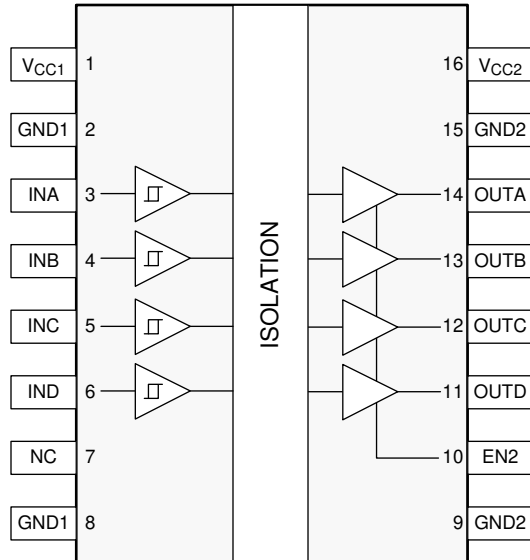 VCC1 1 16 VCC2
GND1 2 15 GND2
INA 3 14 OUTA
INB 4 13 OUTB
INC 5 12 OUTC
IND 6 11 OUTD
NC 7 10 EN2
GND1 8 9 GND2
ISOLATION